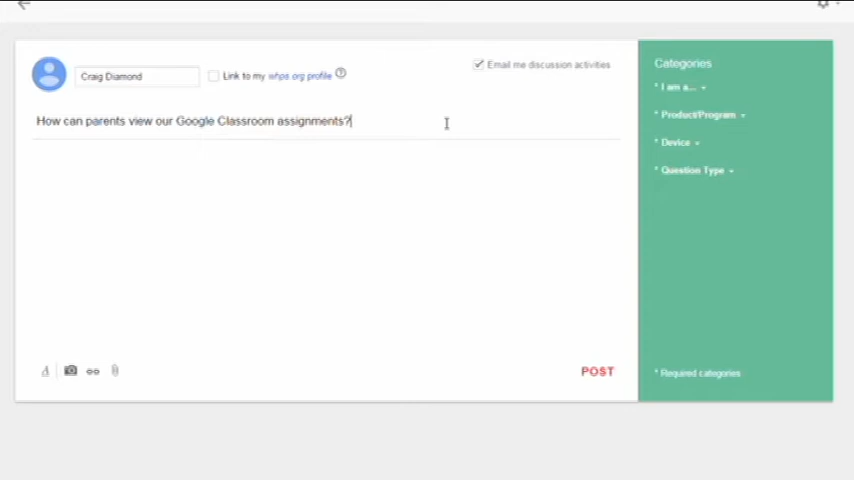 Craig Diamond
Link to my whps.org profile
Email me discussion activities
How can parents view our Google Classroom assignments?
POST
Categories
* I am a...
* Product/Program
* Device
* Question Type
* Required categories